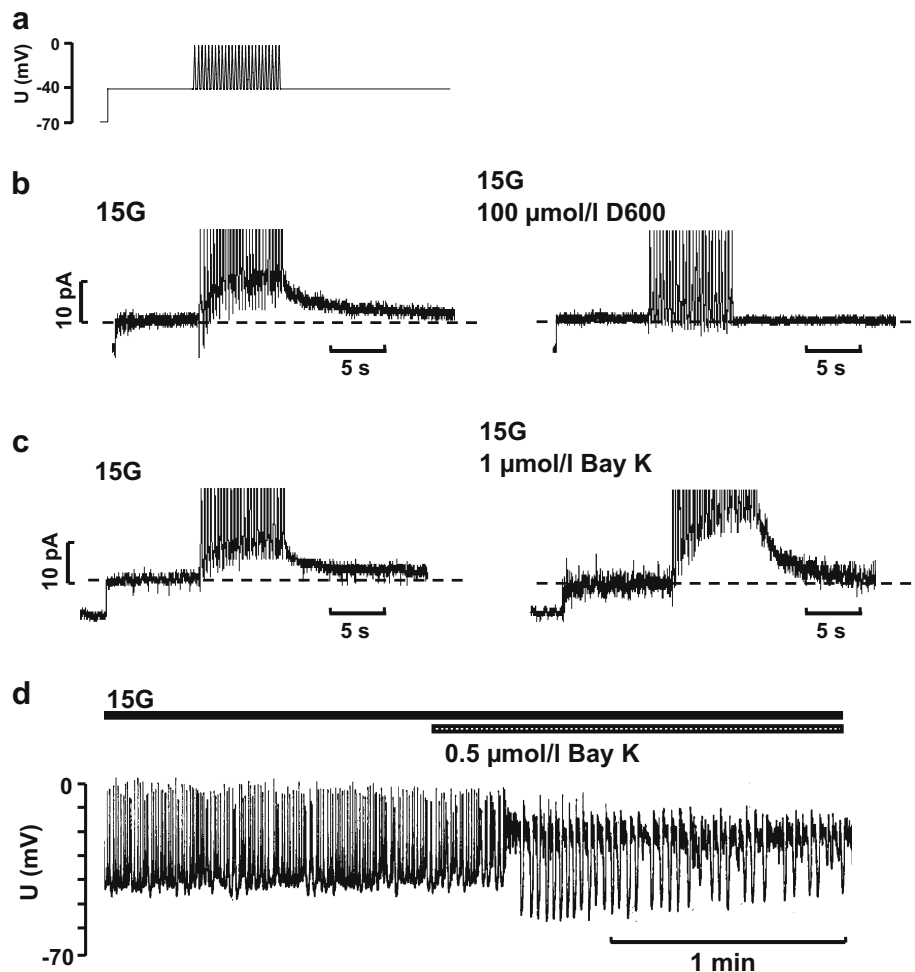 a
0
-40
-70
U (mV)
b
15G
15G
100 µmol/l D600
10 pA
5 s
5 s
c
15G
15G
1 µmol/l Bay K
10 pA
5 s
5 s
d
15G
0.5 µmol/l Bay K
0
-70
U (mV)
1 min